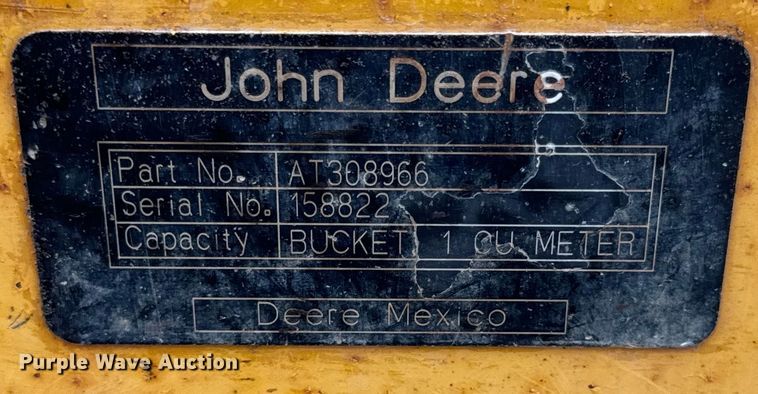 John Deere
Part No. AT308966
Serial No. 158822
Capacity BUCKET 1 CU METER
Deere Mexico
Purple Wave Auction